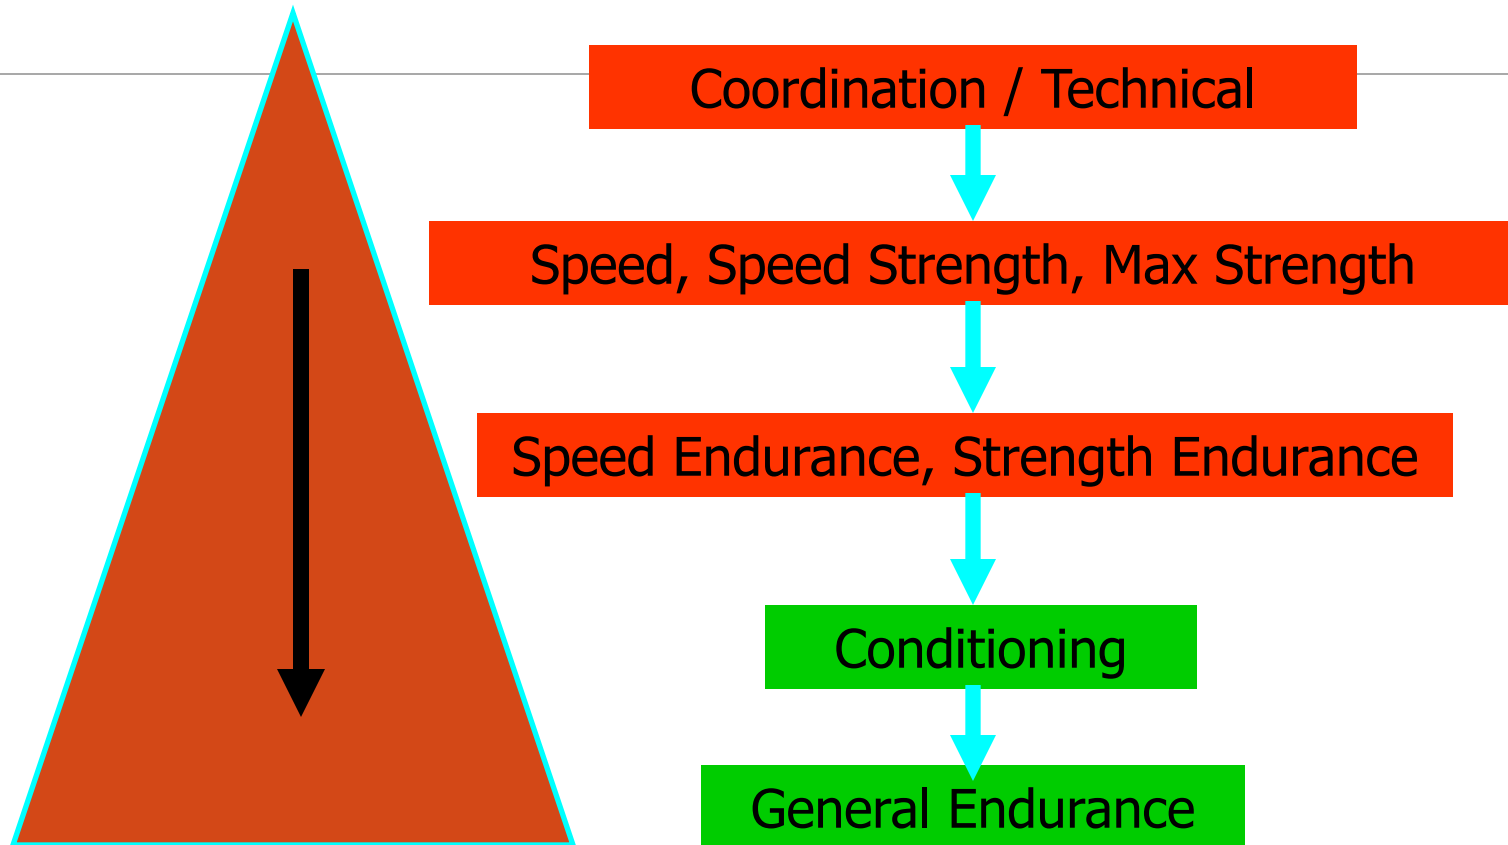 Coordination / Technical
Speed, Speed Strength, Max Strength
Speed Endurance, Strength Endurance
Conditioning
General Endurance